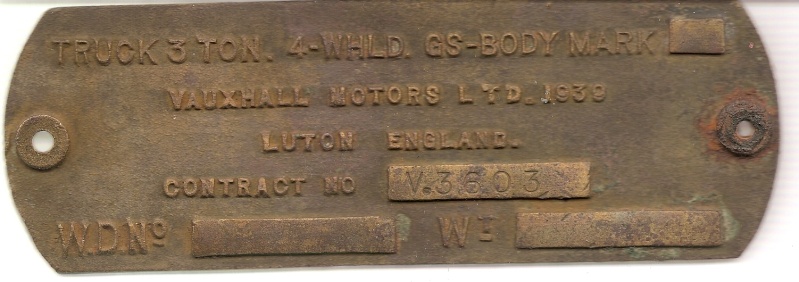 TRUCK 3 TON. 4-WHLD. GS-BODY MARK
VAUXHALL MOTORS LTD. 1939
LUTON ENGLAND.
CONTRACT NO V.3603
W.D.Nº Wᵀ